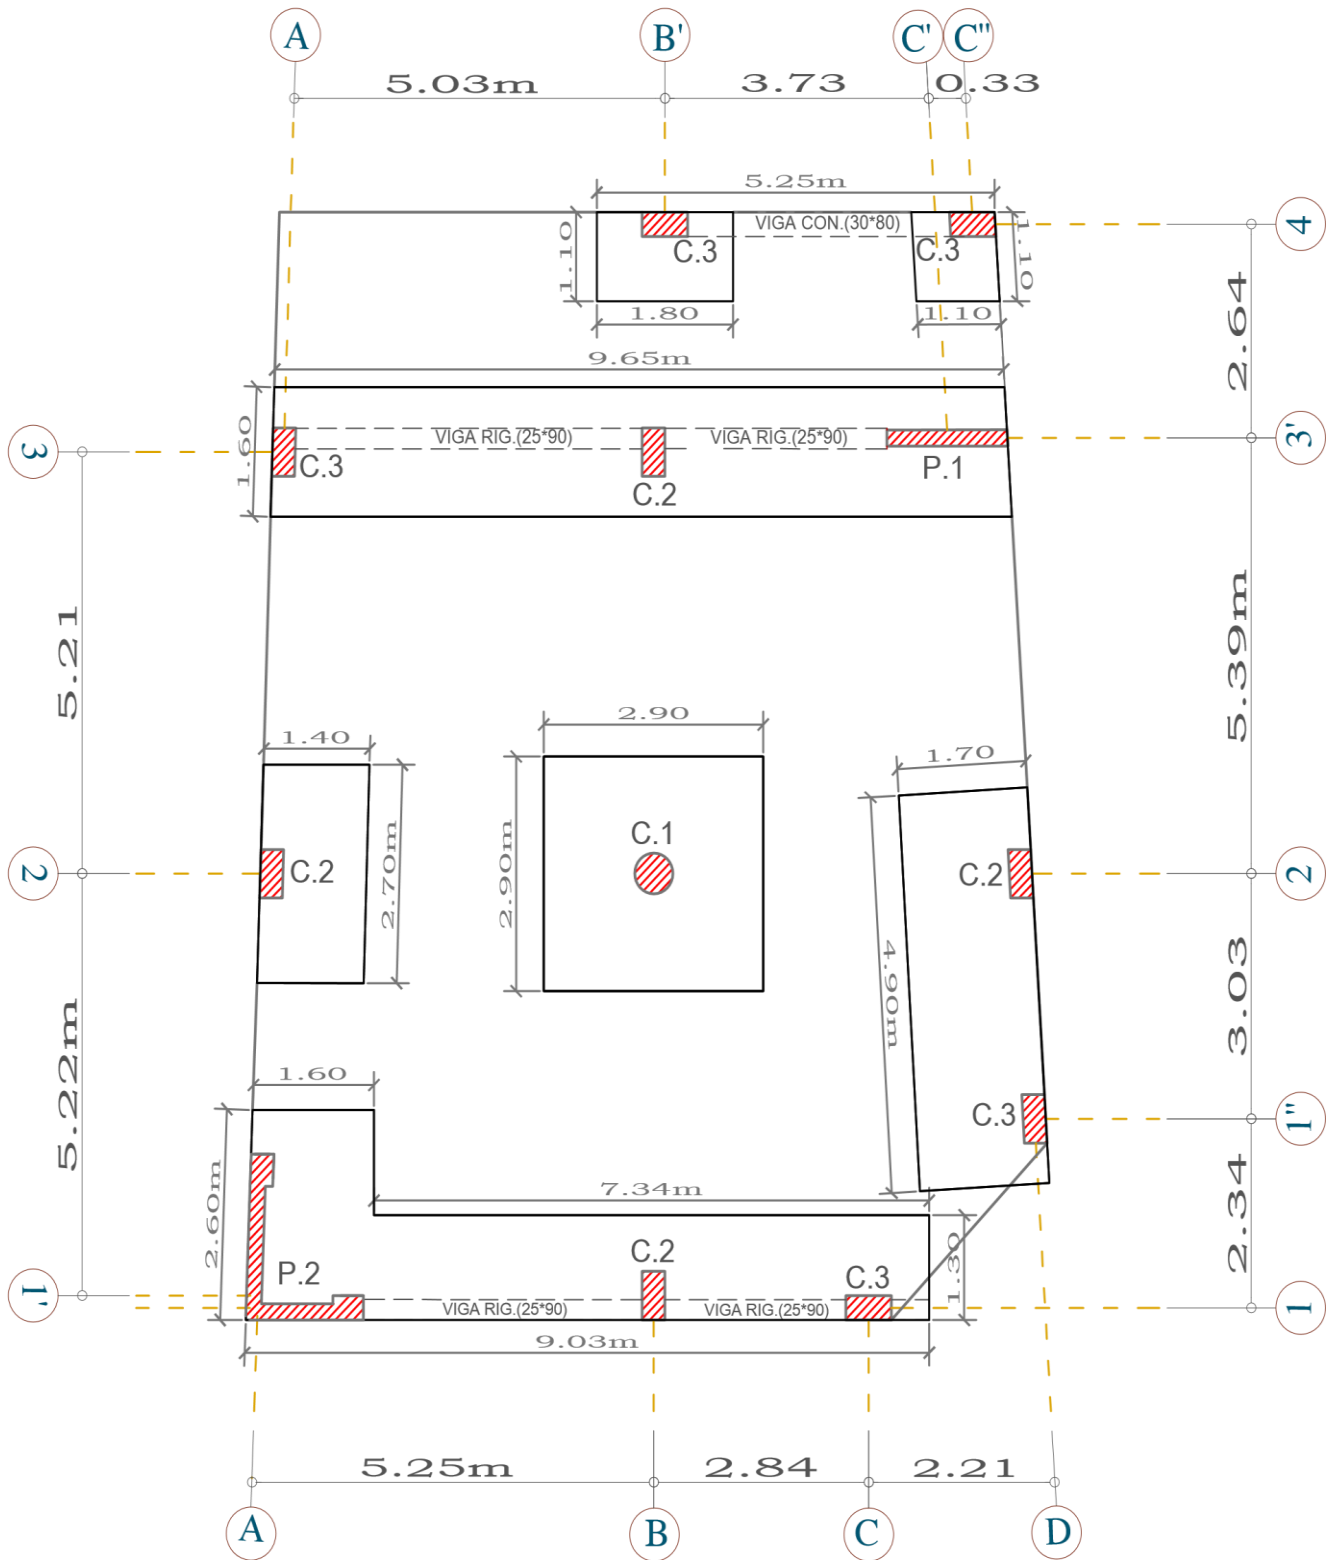 A B' C' C"
5.03m 3.73 0.33
5.25m
VIGA CON.(30*80)
C.3 C.3
1.10 1.10
4
1.80 1.10
2.64
9.65m
1.60
VIGA RIG.(25*90) VIGA RIG.(25*90)
3 3'
C.3 C.2 P.1
5.21 5.39m
2.90
1.40 1.70
C.1
2.70m 2.90m 4.90m
C.2 C.2
2 2
5.22m 3.03
1.60
C.3
1"
2.60m 7.34m
2.34
1.30
P.2 C.2 C.3
1' 1
VIGA RIG.(25*90) VIGA RIG.(25*90)
9.03m
5.25m 2.84 2.21
A B C D